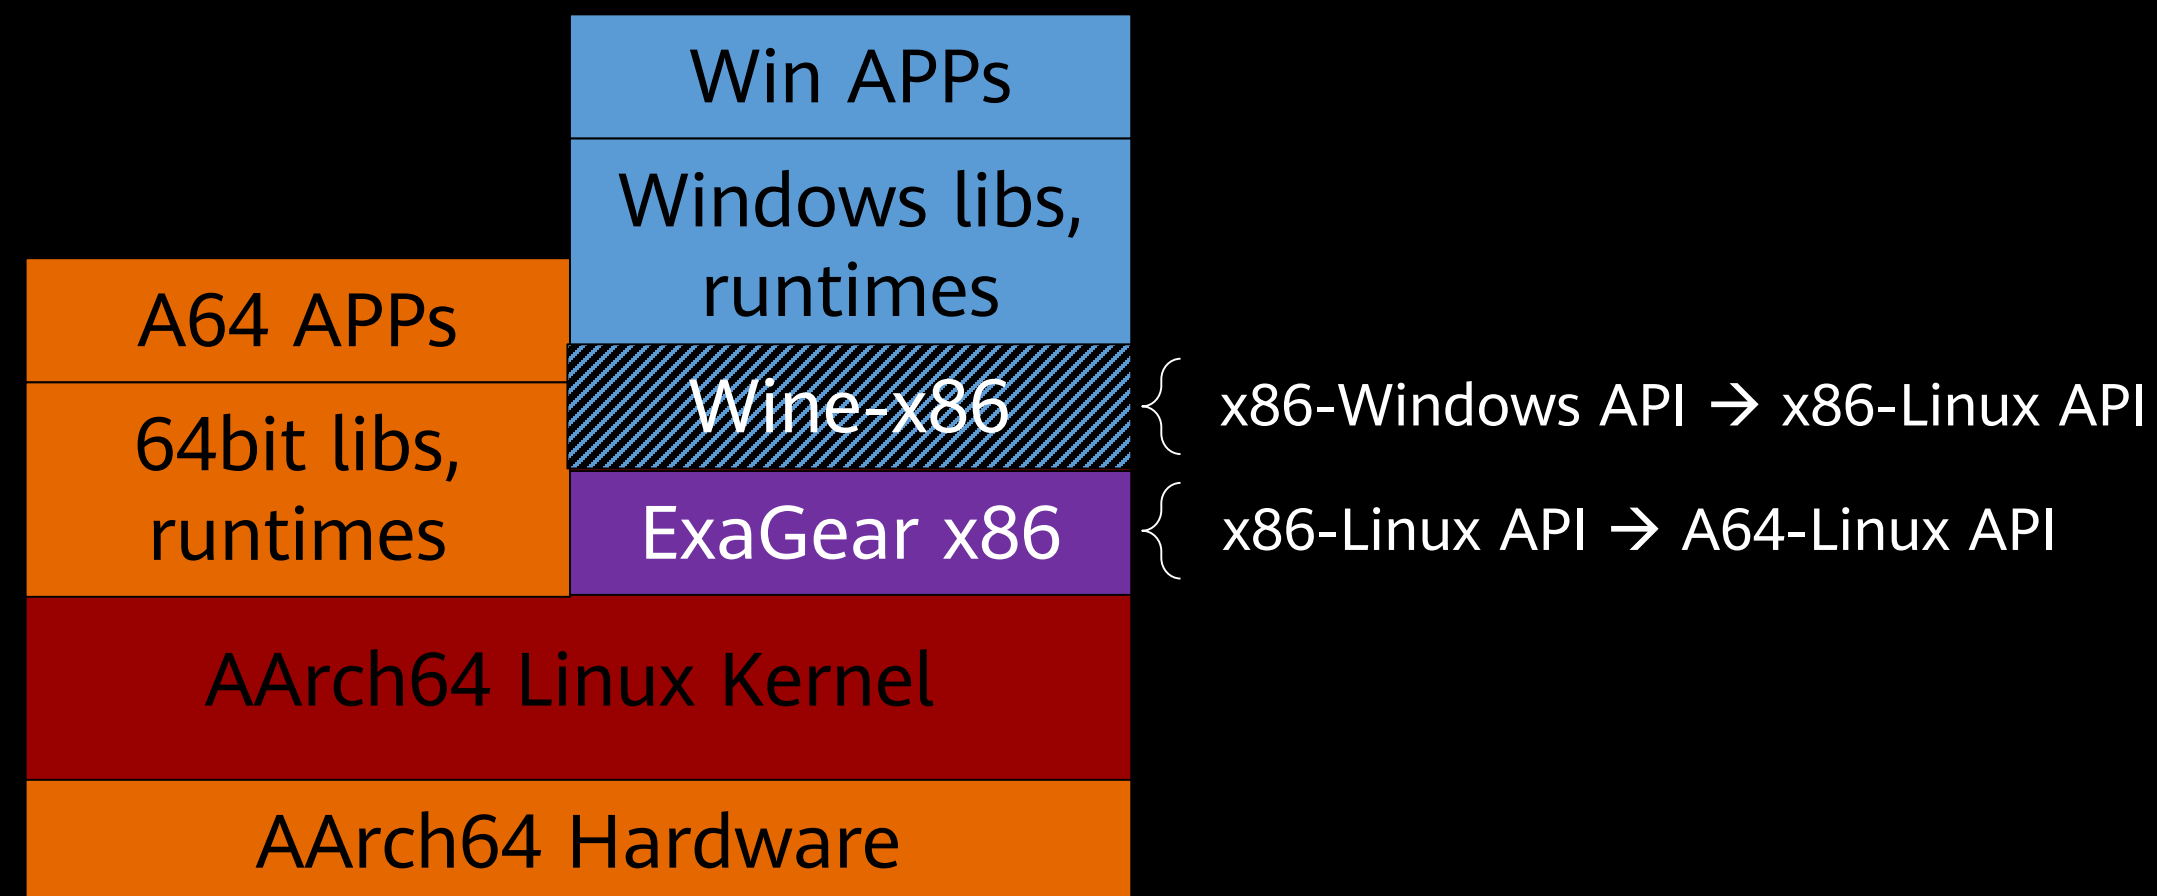 Win APPs
Windows libs,
runtimes
A64 APPs
64bit libs,
runtimes
Wine-x86
x86-Windows API → x86-Linux API
ExaGear x86
x86-Linux API → A64-Linux API
AArch64 Linux Kernel
AArch64 Hardware